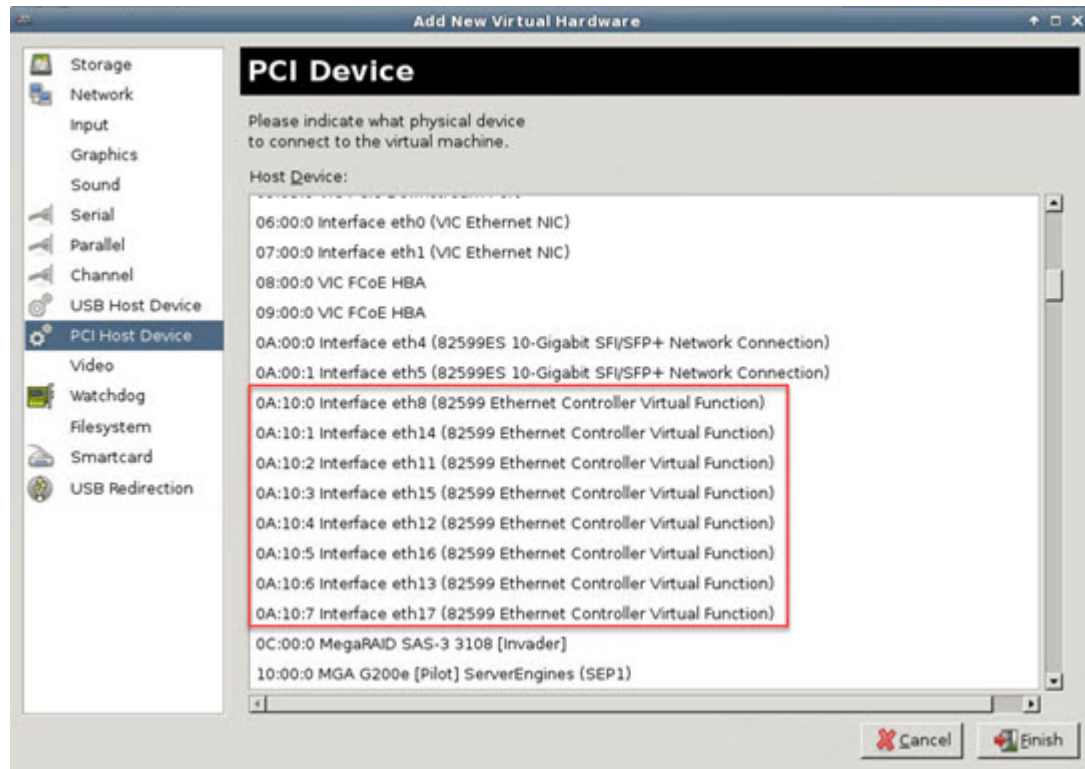 Add New Virtual Hardware
Storage
Network
Input
Graphics
Sound
Serial
Parallel
Channel
USB Host Device
PCI Host Device
Video
Watchdog
Filesystem
Smartcard
USB Redirection
PCI Device
Please indicate what physical device
to connect to the virtual machine.
Host Device:
06:00:0 Interface eth0 (VIC Ethernet NIC)
07:00:0 Interface eth1 (VIC Ethernet NIC)
08:00:0 VIC FCoE HBA
09:00:0 VIC FCoE HBA
0A:00:0 Interface eth4 (82599ES 10-Gigabit SFI/SFP+ Network Connection)
0A:00:1 Interface eth5 (82599ES 10-Gigabit SFI/SFP+ Network Connection)
0A:10:0 Interface eth8 (82599 Ethernet Controller Virtual Function)
0A:10:1 Interface eth14 (82599 Ethernet Controller Virtual Function)
0A:10:2 Interface eth11 (82599 Ethernet Controller Virtual Function)
0A:10:3 Interface eth15 (82599 Ethernet Controller Virtual Function)
0A:10:4 Interface eth12 (82599 Ethernet Controller Virtual Function)
0A:10:5 Interface eth16 (82599 Ethernet Controller Virtual Function)
0A:10:6 Interface eth13 (82599 Ethernet Controller Virtual Function)
0A:10:7 Interface eth17 (82599 Ethernet Controller Virtual Function)
0C:00:0 MegaRAID SAS-3 3108 [Invader]
10:00:0 MGA G200e [Pilot] ServerEngines (SEP1)
Cancel
Finish